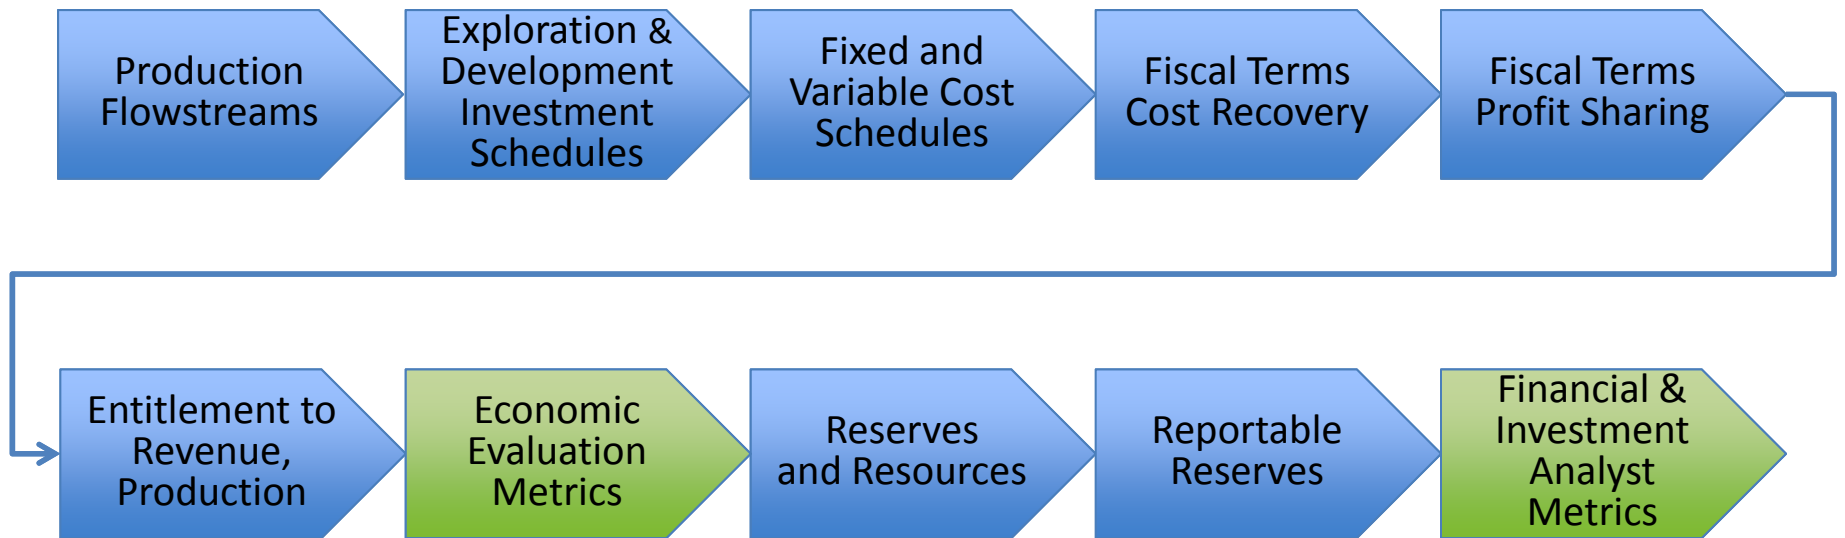 Production
Flowstreams
Exploration &
Development
Investment
Schedules
Fixed and
Variable Cost
Schedules
Fiscal Terms
Cost Recovery
Fiscal Terms
Profit Sharing
Entitlement to
Revenue,
Production
Economic
Evaluation
Metrics
Reserves
and Resources
Reportable
Reserves
Financial &
Investment
Analyst
Metrics